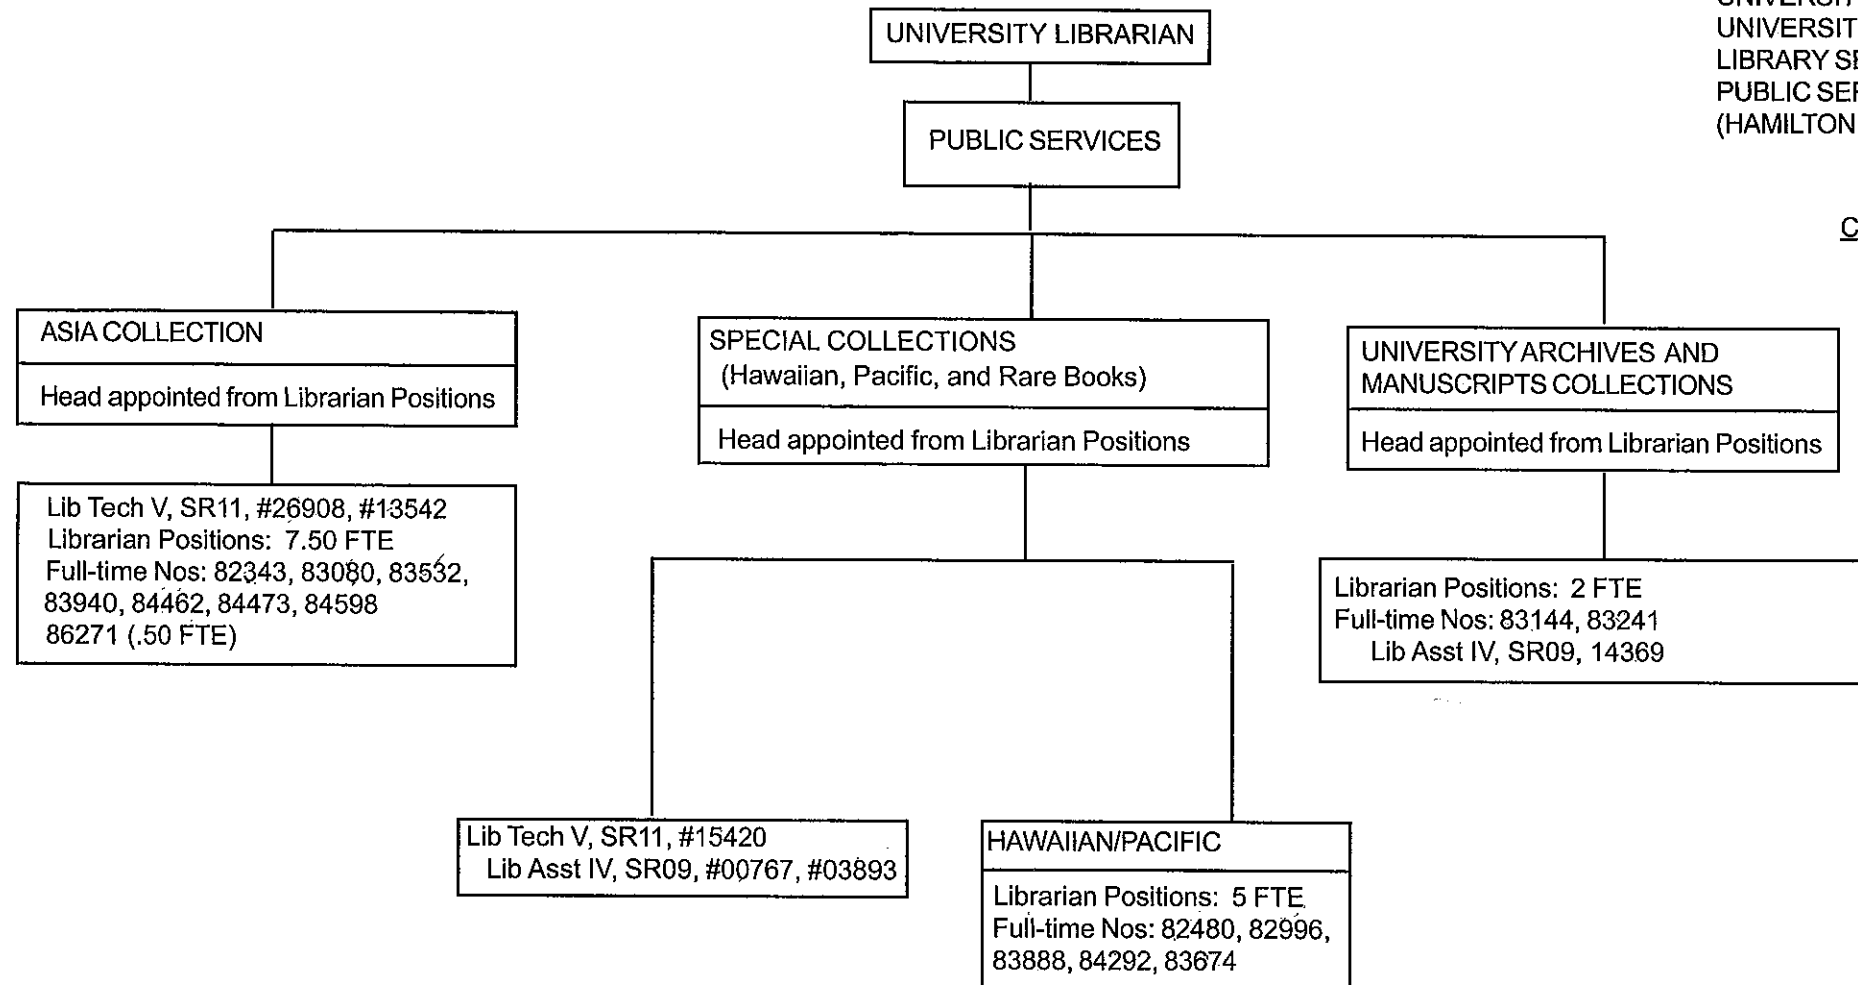 UNIVERSITY LIBRARIAN
PUBLIC SERVICES
LIBRARY
PUBLIC
(HAMILTON
ASIA COLLECTION
Head appointed from Librarian Positions
Lib Tech V, SR11, #26908, #13542
Librarian Positions: 7.50 FTE
Full-time Nos: 82343, 83080, 83532,
83940, 84462, 84473, 84598
86271 (.50 FTE)
SPECIAL COLLECTIONS
(Hawaiian, Pacific, and Rare Books)
Head appointed from Librarian Positions
Lib Tech V, SR11, #15420
Lib Asst IV, SR09, #00767, #03893
HAWAIIAN/PACIFIC
Librarian Positions: 5 FTE
Full-time Nos: 82480, 82996,
83888, 84292, 83674
UNIVERSITY ARCHIVES AND
MANUSCRIPTS COLLECTIONS
Head appointed from Librarian Positions
Librarian Positions: 2 FTE
Full-time Nos: 83144, 83241
Lib Asst IV, SR09, 14369